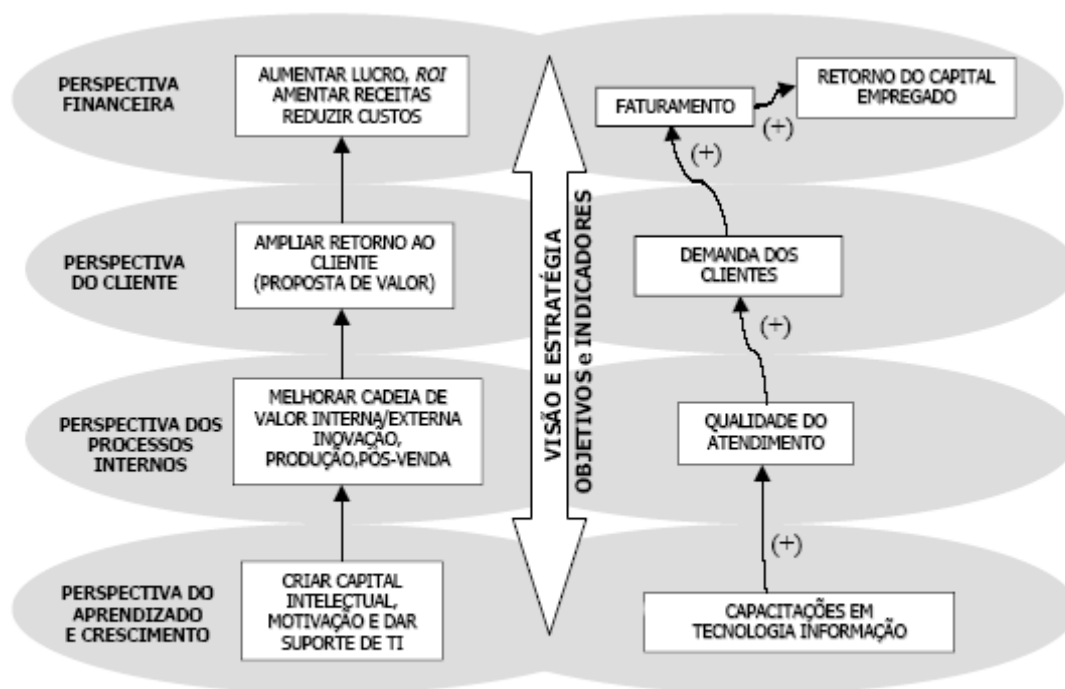 PERSPECTIVA
FINANCEIRA
AUMENTAR LUCRO, ROI
AMENTAR RECEITAS
REDUZIR CUSTOS
FATURAMENTO
(+)
RETORNO DO CAPITAL
EMPREGADO
(+)
PERSPECTIVA
DO CLIENTE
AMPLIAR RETORNO AO
CLIENTE
(PROPOSTA DE VALOR)
VISÃO E ESTRATÉGIA
OBJETIVOS e INDICADORES
DEMANDA DOS
CLIENTES
(+)
PERSPECTIVA DOS
PROCESSOS
INTERNOS
MELHORAR CADEIA DE
VALOR INTERNA/EXTERNA
INOVAÇÃO,
PRODUÇÃO,PÓS-VENDA
QUALIDADE DO
ATENDIMENTO
(+)
PERSPECTIVA DO
APRENDIZADO
E CRESCIMENTO
CRIAR CAPITAL
INTELECTUAL,
MOTIVAÇÃO E DAR
SUPORTE DE TI
CAPACITAÇÕES EM
TECNOLOGIA INFORMAÇÃO